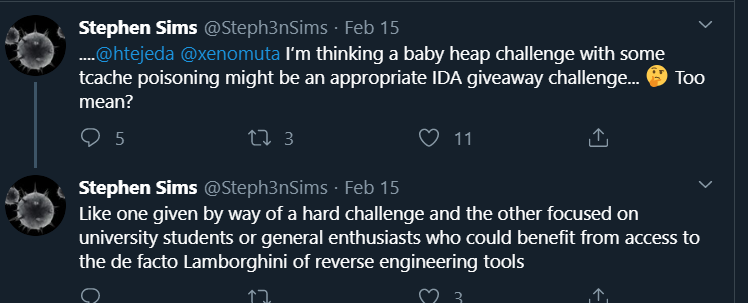 Stephen Sims @Steph3nSims · Feb 15
....@htejeda @xenomuta I'm thinking a baby heap challenge with some
tcache poisoning might be an appropriate IDA giveaway challenge... 🤔 Too
mean?
5 3 11
Stephen Sims @Steph3nSims · Feb 15
Like one given by way of a hard challenge and the other focused on
university students or general enthusiasts who could benefit from access to
the de facto Lamborghini of reverse engineering tools
3